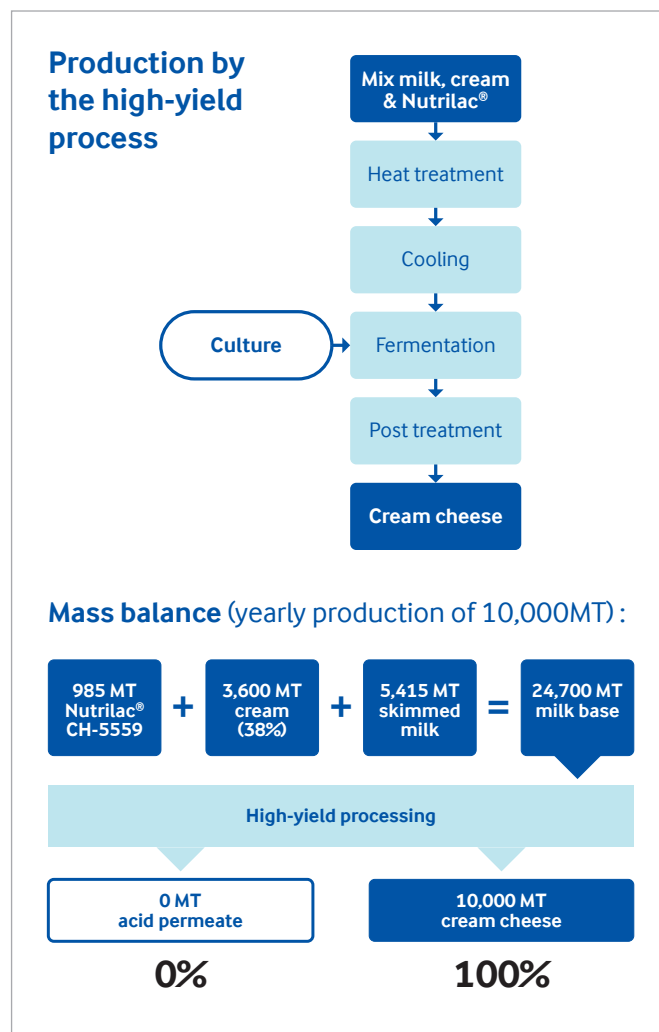 Production by
the high-yield
process
Mix milk, cream
& Nutrilac®
Heat treatment
Cooling
Culture
Fermentation
Post treatment
Cream cheese
Mass balance (yearly production of 10,000MT) :
985 MT
Nutrilac®
CH-5559
+
3,600 MT
cream
(38%)
+
5,415 MT
skimmed
milk
=
24,700 MT
milk base
High-yield processing
0 MT
acid permeate
10,000 MT
cream cheese
0%
100%